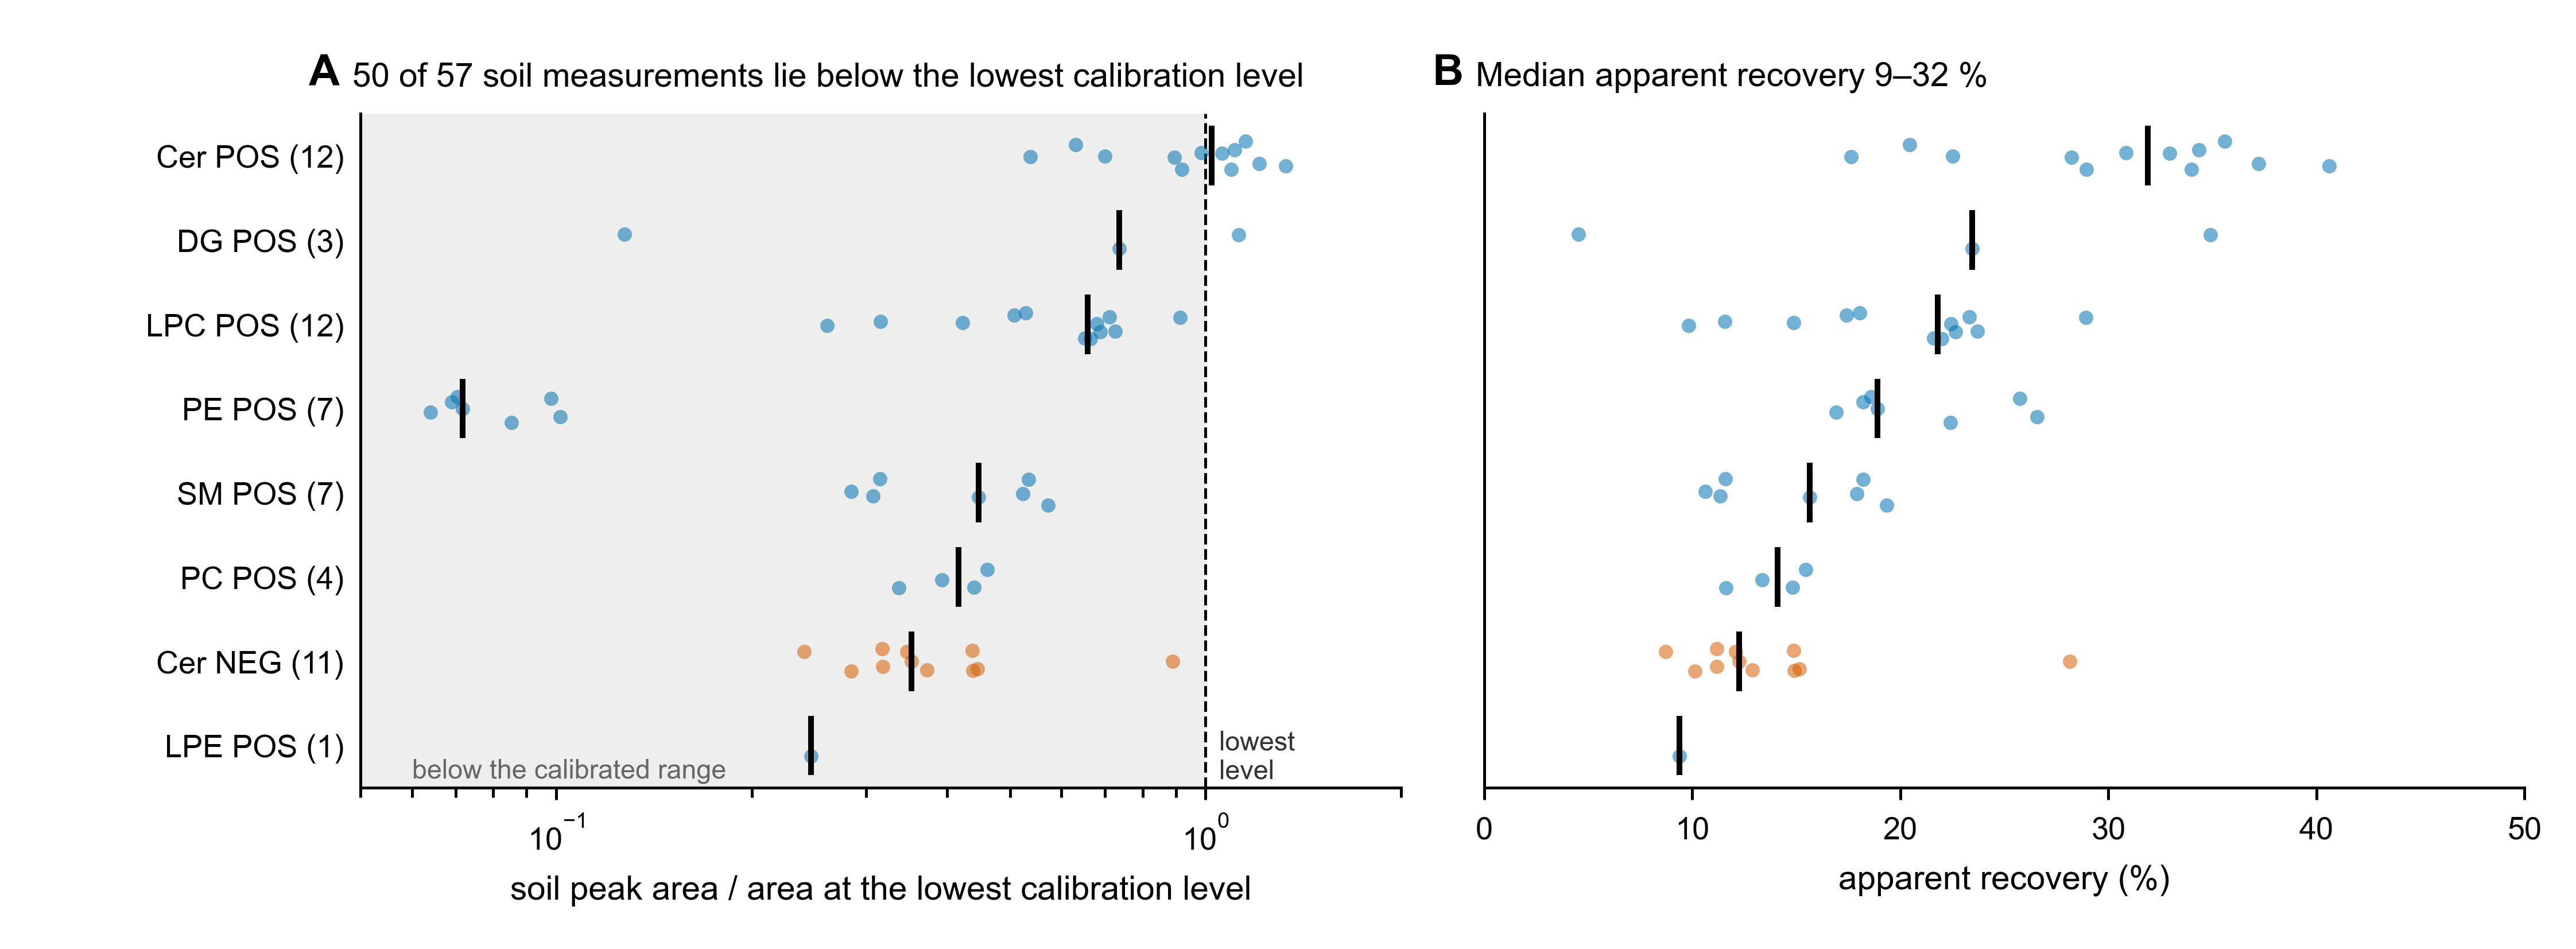 A 50 of 57 soil measurements lie below the lowest calibration level
Cer POS (12)
DG POS (3)
LPC POS (12)
PE POS (7)
SM POS (7)
PC POS (4)
Cer NEG (11)
LPE POS (1)
below the calibrated range
lowest
level
10⁻¹
10⁰
soil peak area / area at the lowest calibration level
B Median apparent recovery 9–32 %
0
10
20
30
40
50
apparent recovery (%)